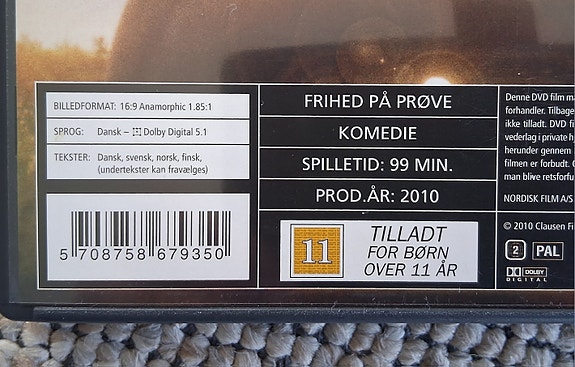 BILLEDFORMAT: 16:9 Anamorphic 1.85:1
SPROG: Dansk – Dolby Digital 5.1
TEKSTER: Dansk, svensk, norsk, finsk,
(undertekster kan fravælges)
5 708758 679350
FRIHED PÅ PRØVE
KOMEDIE
SPILLETID: 99 MIN.
PROD.ÅR: 2010
11
TILLADT
FOR BØRN
OVER 11 ÅR
Denne DVD film ma
forhandler. Tilbage
ikke tilladt. DVD fi
vederlag i private h
herunder gennem
filmen er forbudt. O
man blive retsforfu
NORDISK FILM A/S
© 2010 Clausen Fi
2
PAL
DOLBY
DIGITAL